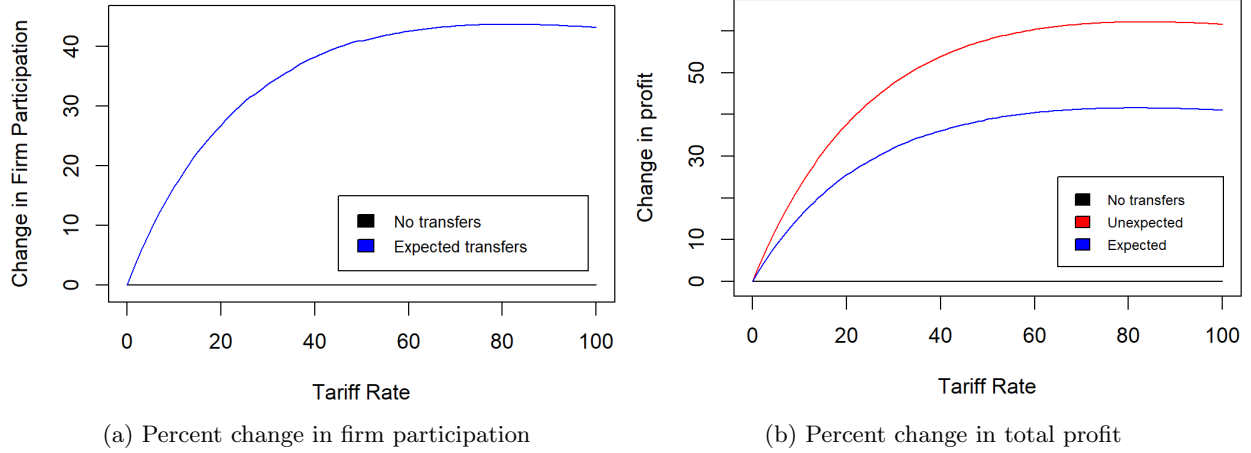 Change in Firm Participation
40
30
20
10
0
No transfers
Expected transfers
0 20 40 60 80 100
Tariff Rate
(a) Percent change in firm participation
Change in profit
50
30
10
0
No transfers
Unexpected
Expected
0 20 40 60 80 100
Tariff Rate
(b) Percent change in total profit